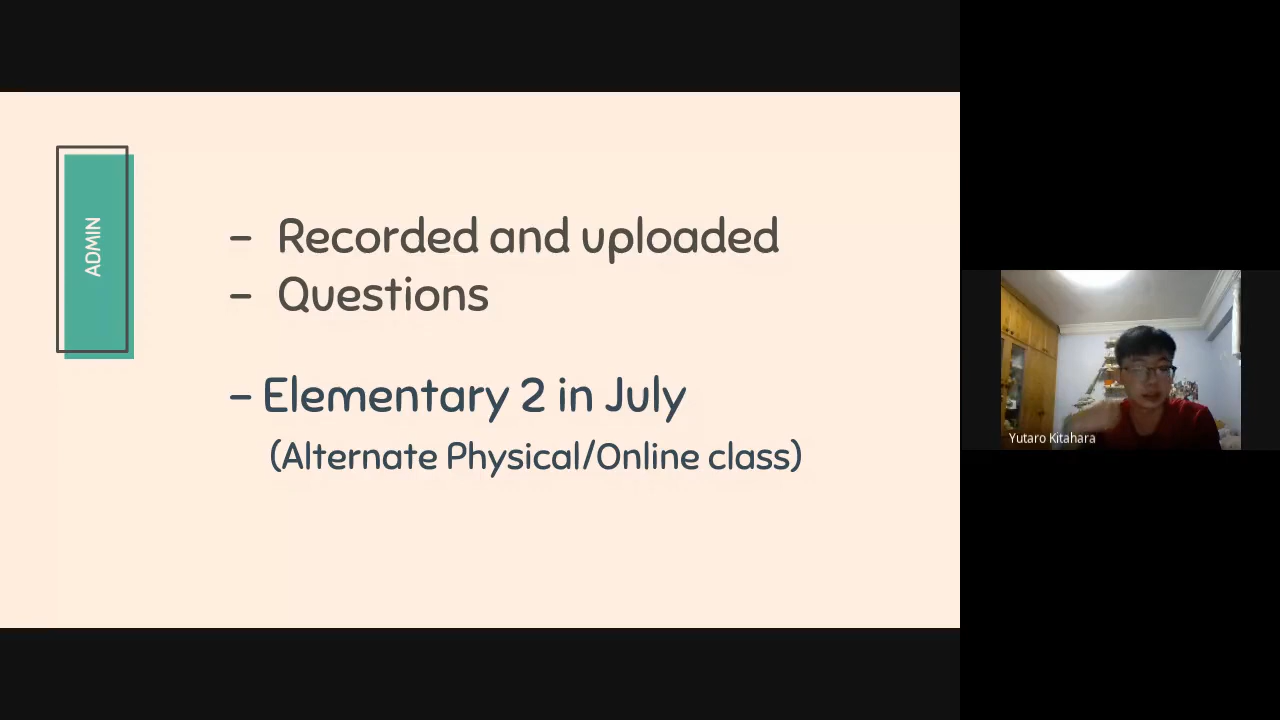 ADMIN
- Recorded and uploaded
- Questions
- Elementary 2 in July
(Alternate Physical/Online class)
Yutaro Kitahara